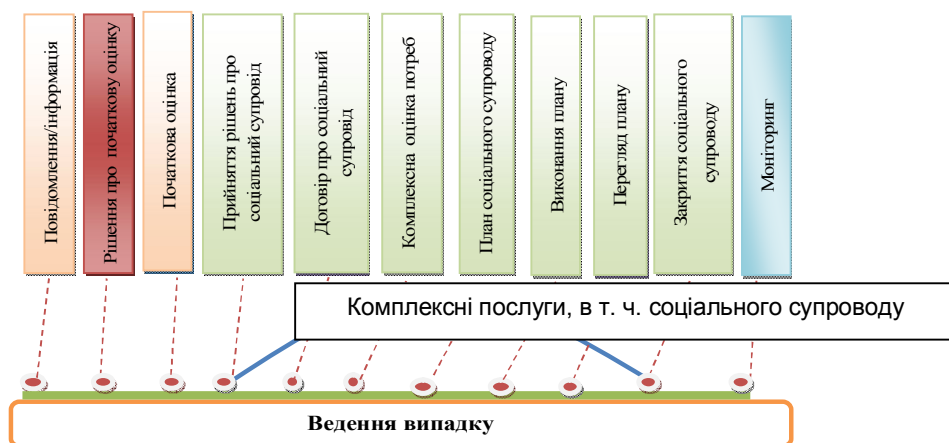 Повідомлення/інформація
Рішення про початкову оцінку
Початкова оцінка
Прийняття рішень про
соціальний супровід
Договір про соціальний
супровід
Комплексна оцінка потреб
План соціального супроводу
Виконання плану
Перегляд плану
Закриття соціального
супроводу
Моніторинг
Комплексні послуги, в т. ч. соціального супроводу
Ведення випадку